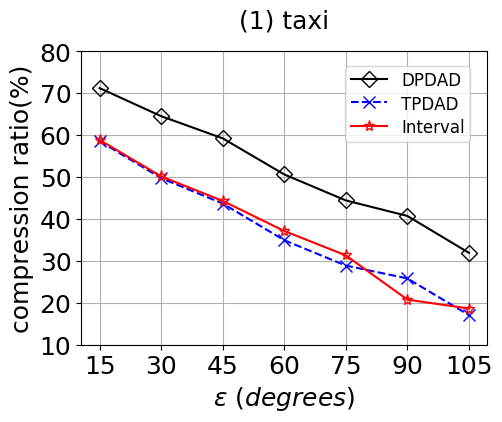 (1) taxi
compression ratio(%)
80
70
60
50
40
30
20
10
DPDAD
TPDAD
Interval
15 30 45 60 75 90 105
ε (degrees)